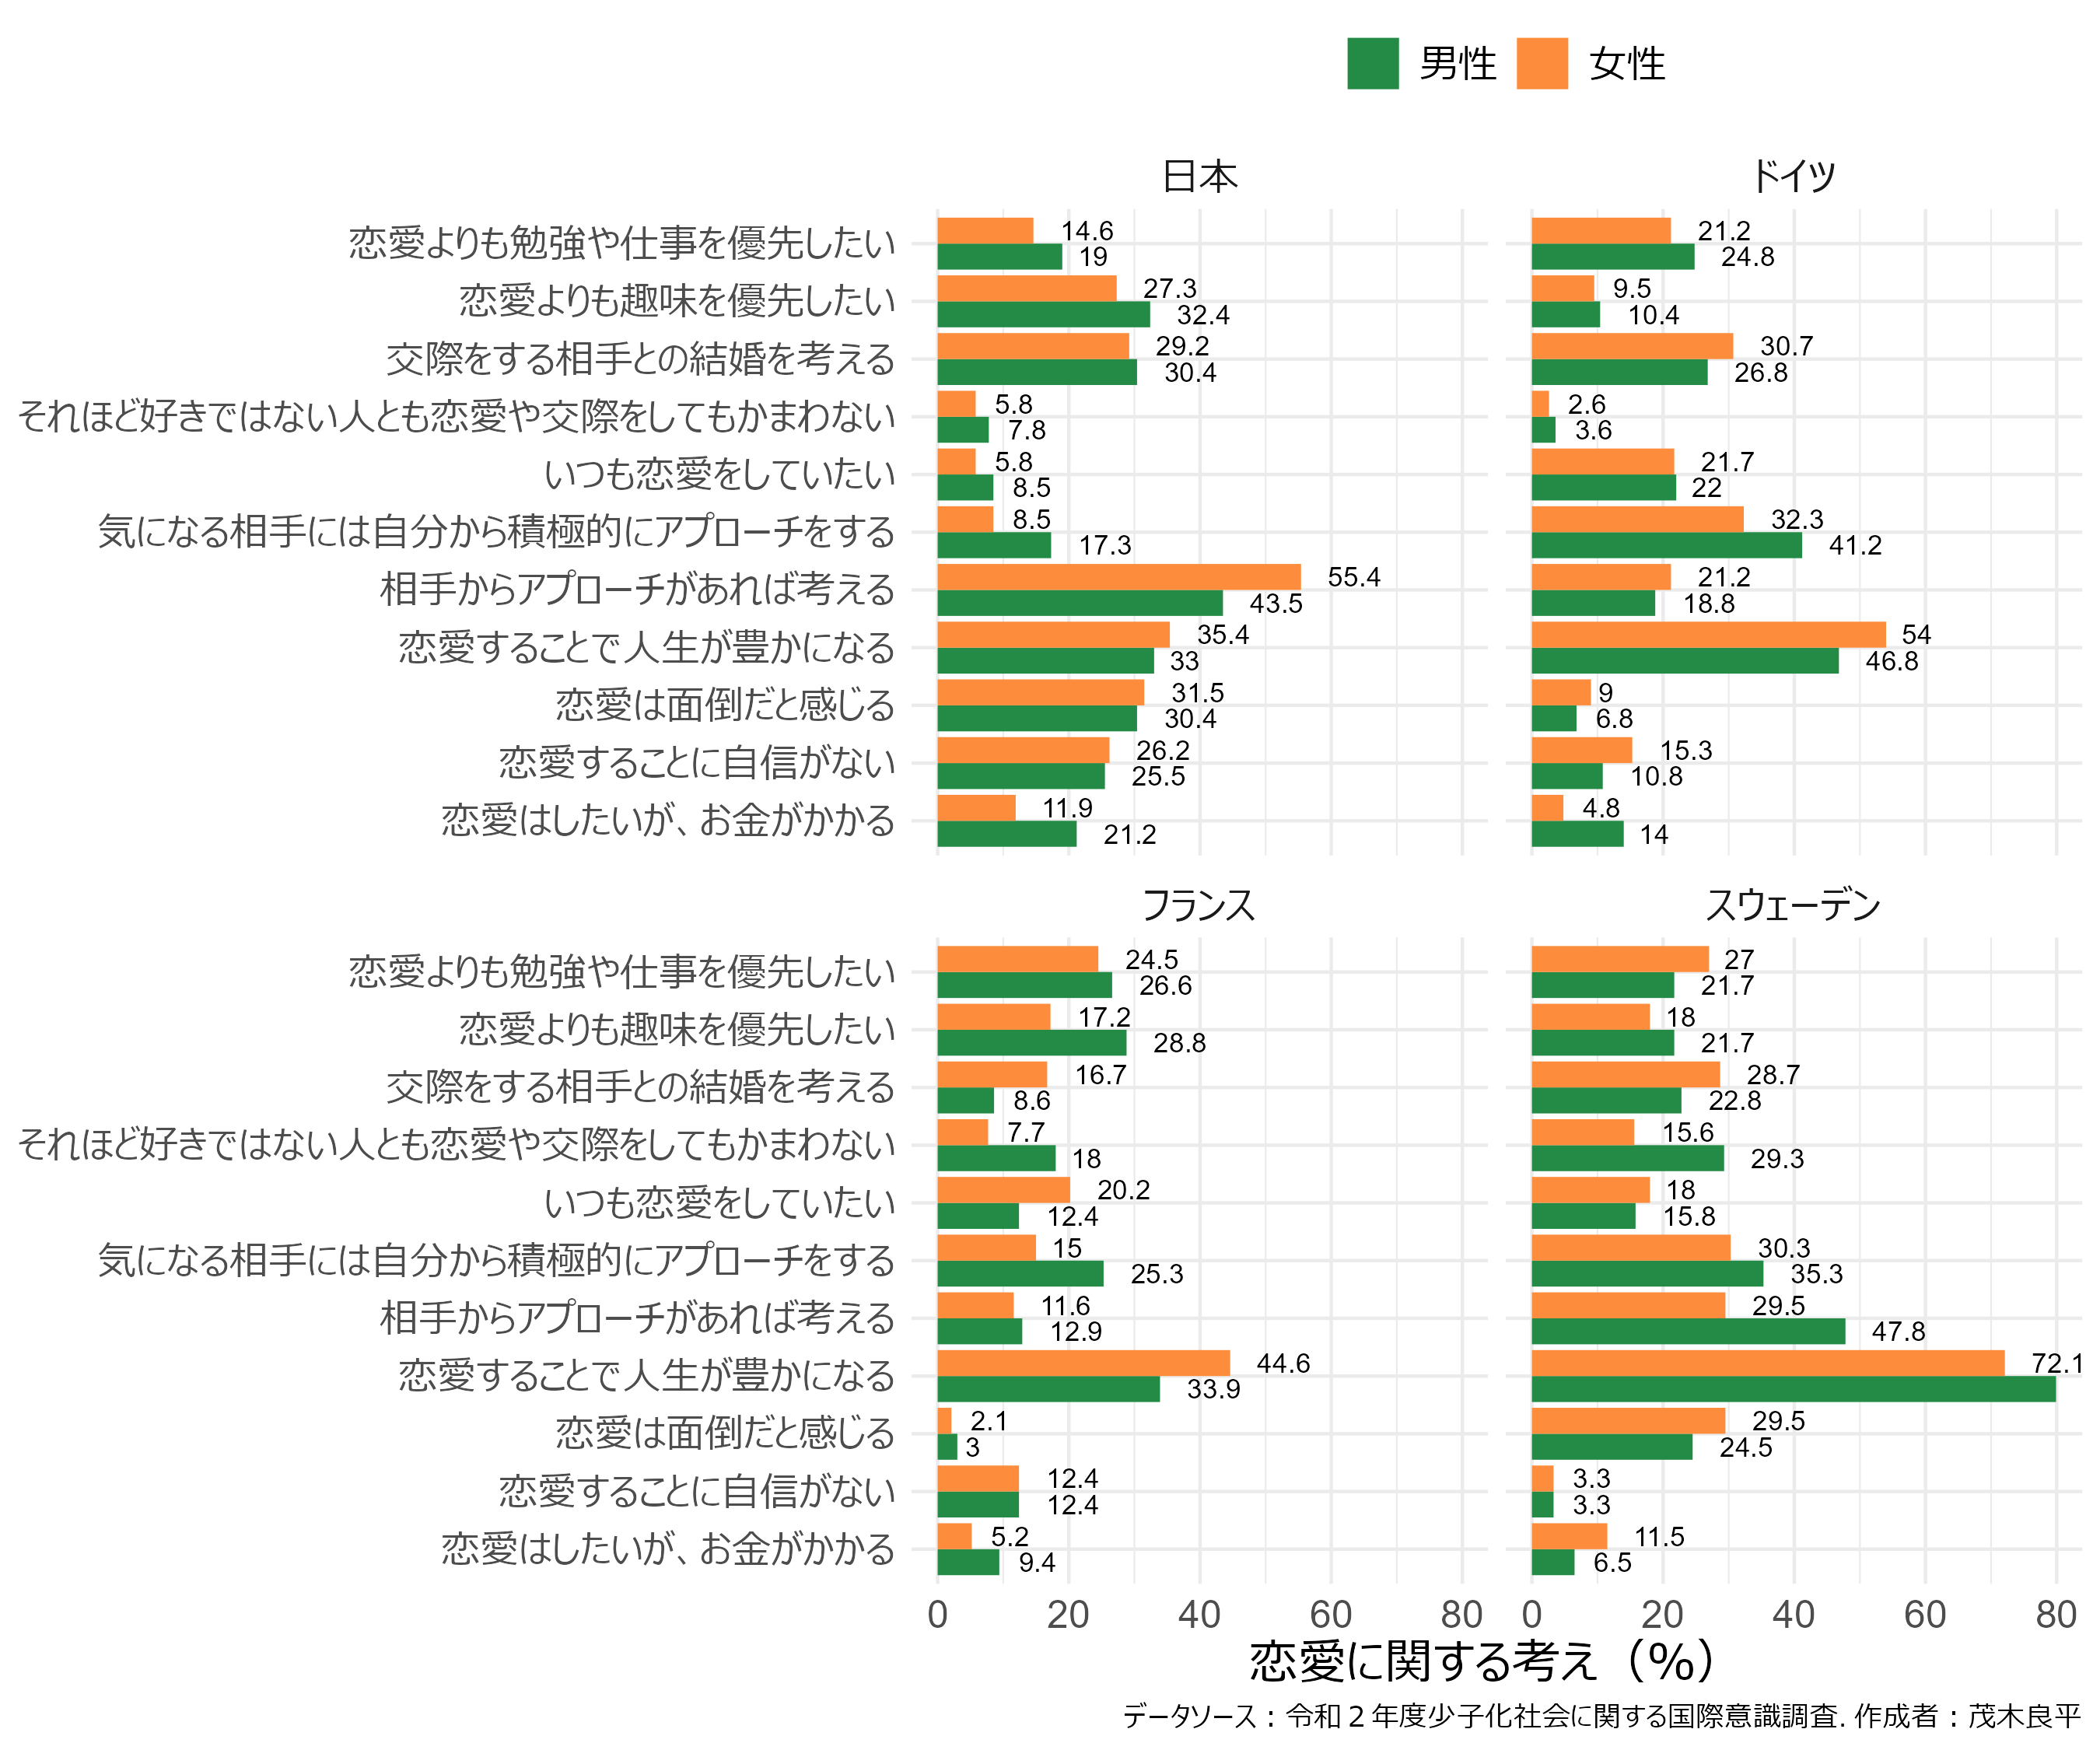 男性 女性
日本 ドイツ
恋愛よりも勉強や仕事を優先したい 14.6 21.2
19 24.8
恋愛よりも趣味を優先したい 27.3 9.5
32.4 10.4
交際をする相手との結婚を考える 29.2 30.7
30.4 26.8
それほど好きではない人とも恋愛や交際をしてもかまわない 5.8 2.6
7.8 3.6
いつも恋愛をしていたい 5.8 21.7
8.5 22
気になる相手には自分から積極的にアプローチをする 8.5 32.3
17.3 41.2
相手からアプローチがあれば考える 55.4 21.2
43.5 18.8
恋愛することで人生が豊かになる 35.4 54
33 46.8
恋愛は面倒だと感じる 31.5 9
30.4 6.8
恋愛することに自信がない 26.2 15.3
25.5 10.8
恋愛はしたいが、お金がかかる 11.9 4.8
21.2 14
フランス スウェーデン
恋愛よりも勉強や仕事を優先したい 24.5 27
26.6 21.7
恋愛よりも趣味を優先したい 17.2 18
28.8 21.7
交際をする相手との結婚を考える 16.7 28.7
8.6 22.8
それほど好きではない人とも恋愛や交際をしてもかまわない 7.7 15.6
18 29.3
いつも恋愛をしていたい 20.2 18
12.4 15.8
気になる相手には自分から積極的にアプローチをする 15 30.3
25.3 35.3
相手からアプローチがあれば考える 11.6 29.5
12.9 47.8
恋愛することで人生が豊かになる 44.6 72.1
33.9
恋愛は面倒だと感じる 2.1 29.5
3 24.5
恋愛することに自信がない 12.4 3.3
12.4 3.3
恋愛はしたいが、お金がかかる 5.2 11.5
9.4 6.5
0 20 40 60 80 0 20 40 60 80
恋愛に関する考え（%）
データソース：令和２年度少子化社会に関する国際意識調査. 作成者：茂木良平